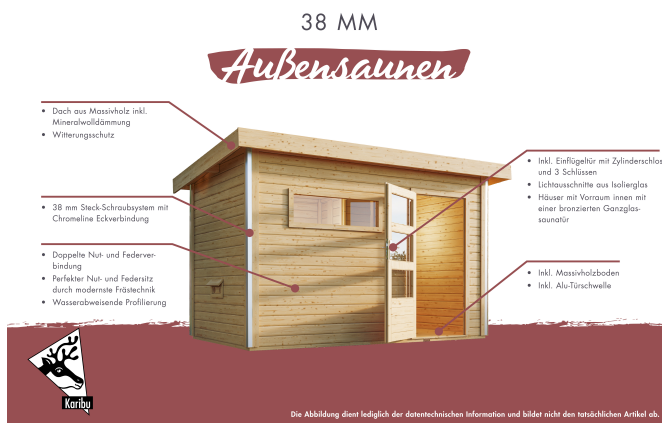 38 MM
Außensaunen
• Dach aus Massivholz inkl.
Mineralwolldämmung
• Witterungsschutz
• 38 mm Steck-Schraubsystem mit
Chromeline Eckverbindung
• Doppelte Nut- und Federver-
bindung
• Perfekter Nut- und Federsitz
durch modernste Frästechnik
• Wasserabweisende Profilierung
• Inkl. Einflügeltür mit Zylinderschlos
und 3 Schlüssen
• Lichtausschnitte aus Isolierglas
• Häuser mit Vorraum innen mit
einer bronzierten Ganzglas-
saunatür
• Inkl. Massivholzboden
• Inkl. Alu-Türschwelle
Karibu
Die Abbildung dient lediglich der datentechnischen Information und bildet nicht den tatsächlichen Artikel ab.